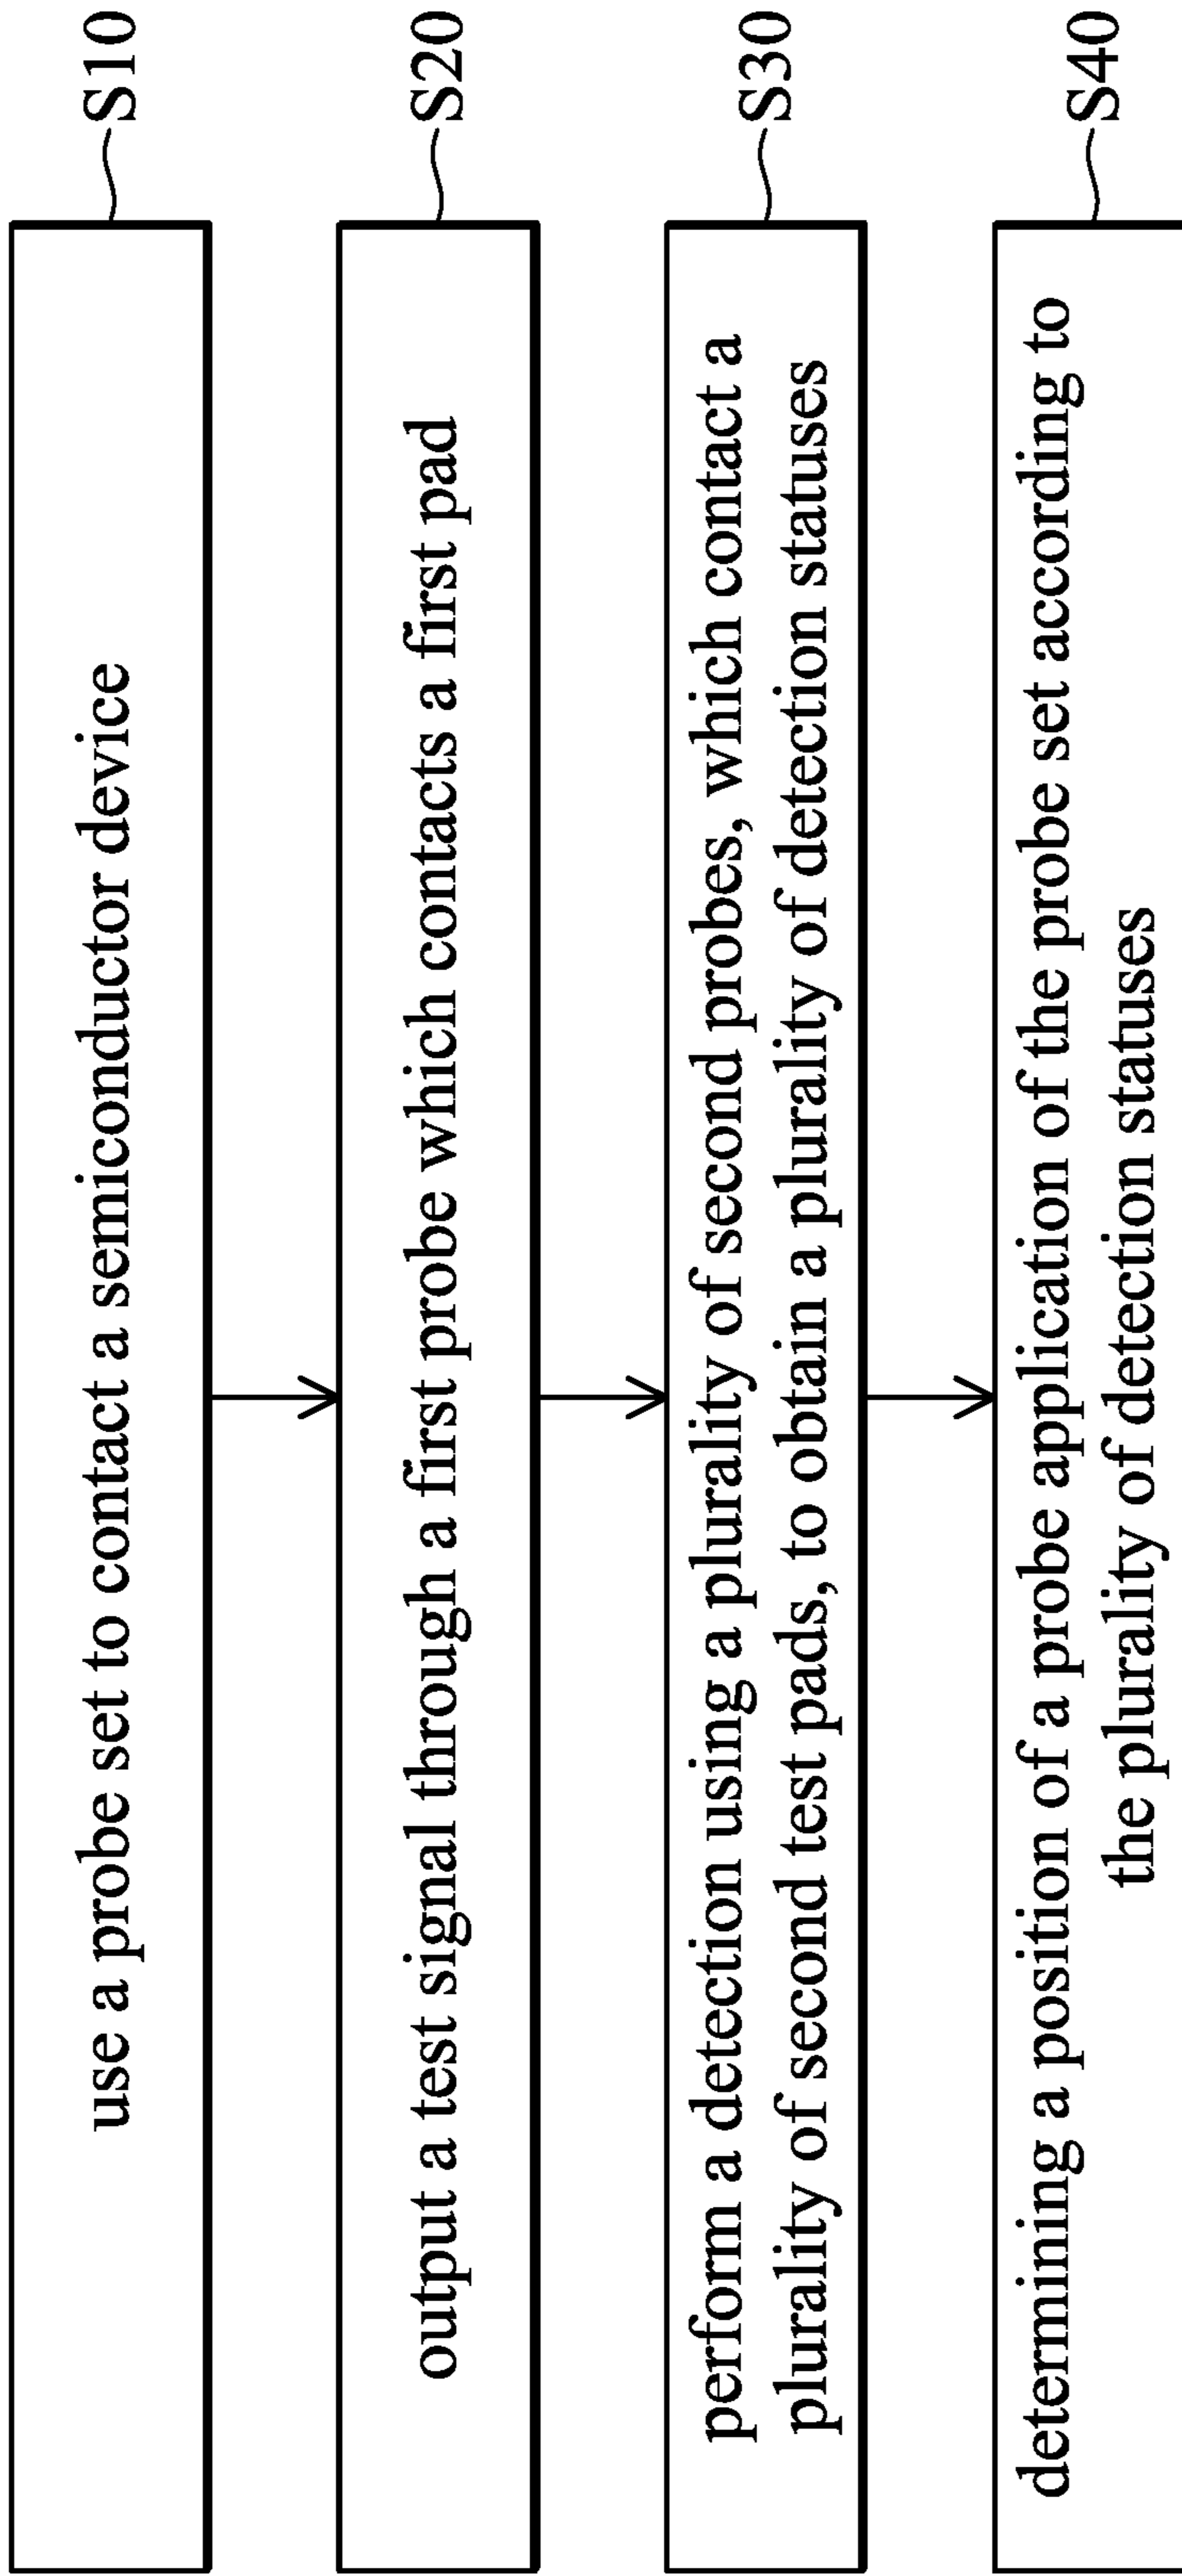 use a probe set to contact a semiconductor device
S10
output a test signal through a first probe which contacts a first pad
S20
perform a detection using a plurality of second probes, which contact a
plurality of second test pads, to obtain a plurality of detection statuses
S30
determining a position of a probe application of the probe set according to
the plurality of detection statuses
S40